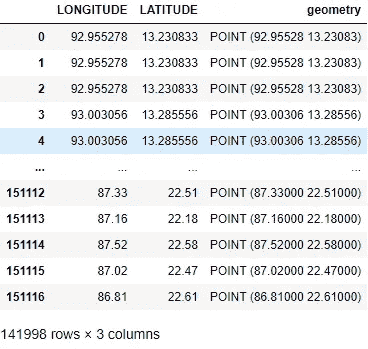 LONGITUDE LATITUDE geometry
0 92.955278 13.230833 POINT (92.95528 13.23083)
1 92.955278 13.230833 POINT (92.95528 13.23083)
2 92.955278 13.230833 POINT (92.95528 13.23083)
3 93.003056 13.285556 POINT (93.00306 13.28556)
4 93.003056 13.285556 POINT (93.00306 13.28556)
... ... ... ...
151112 87.33 22.51 POINT (87.33000 22.51000)
151113 87.16 22.18 POINT (87.16000 22.18000)
151114 87.52 22.58 POINT (87.52000 22.58000)
151115 87.02 22.47 POINT (87.02000 22.47000)
151116 86.81 22.61 POINT (86.81000 22.61000)
141998 rows × 3 columns